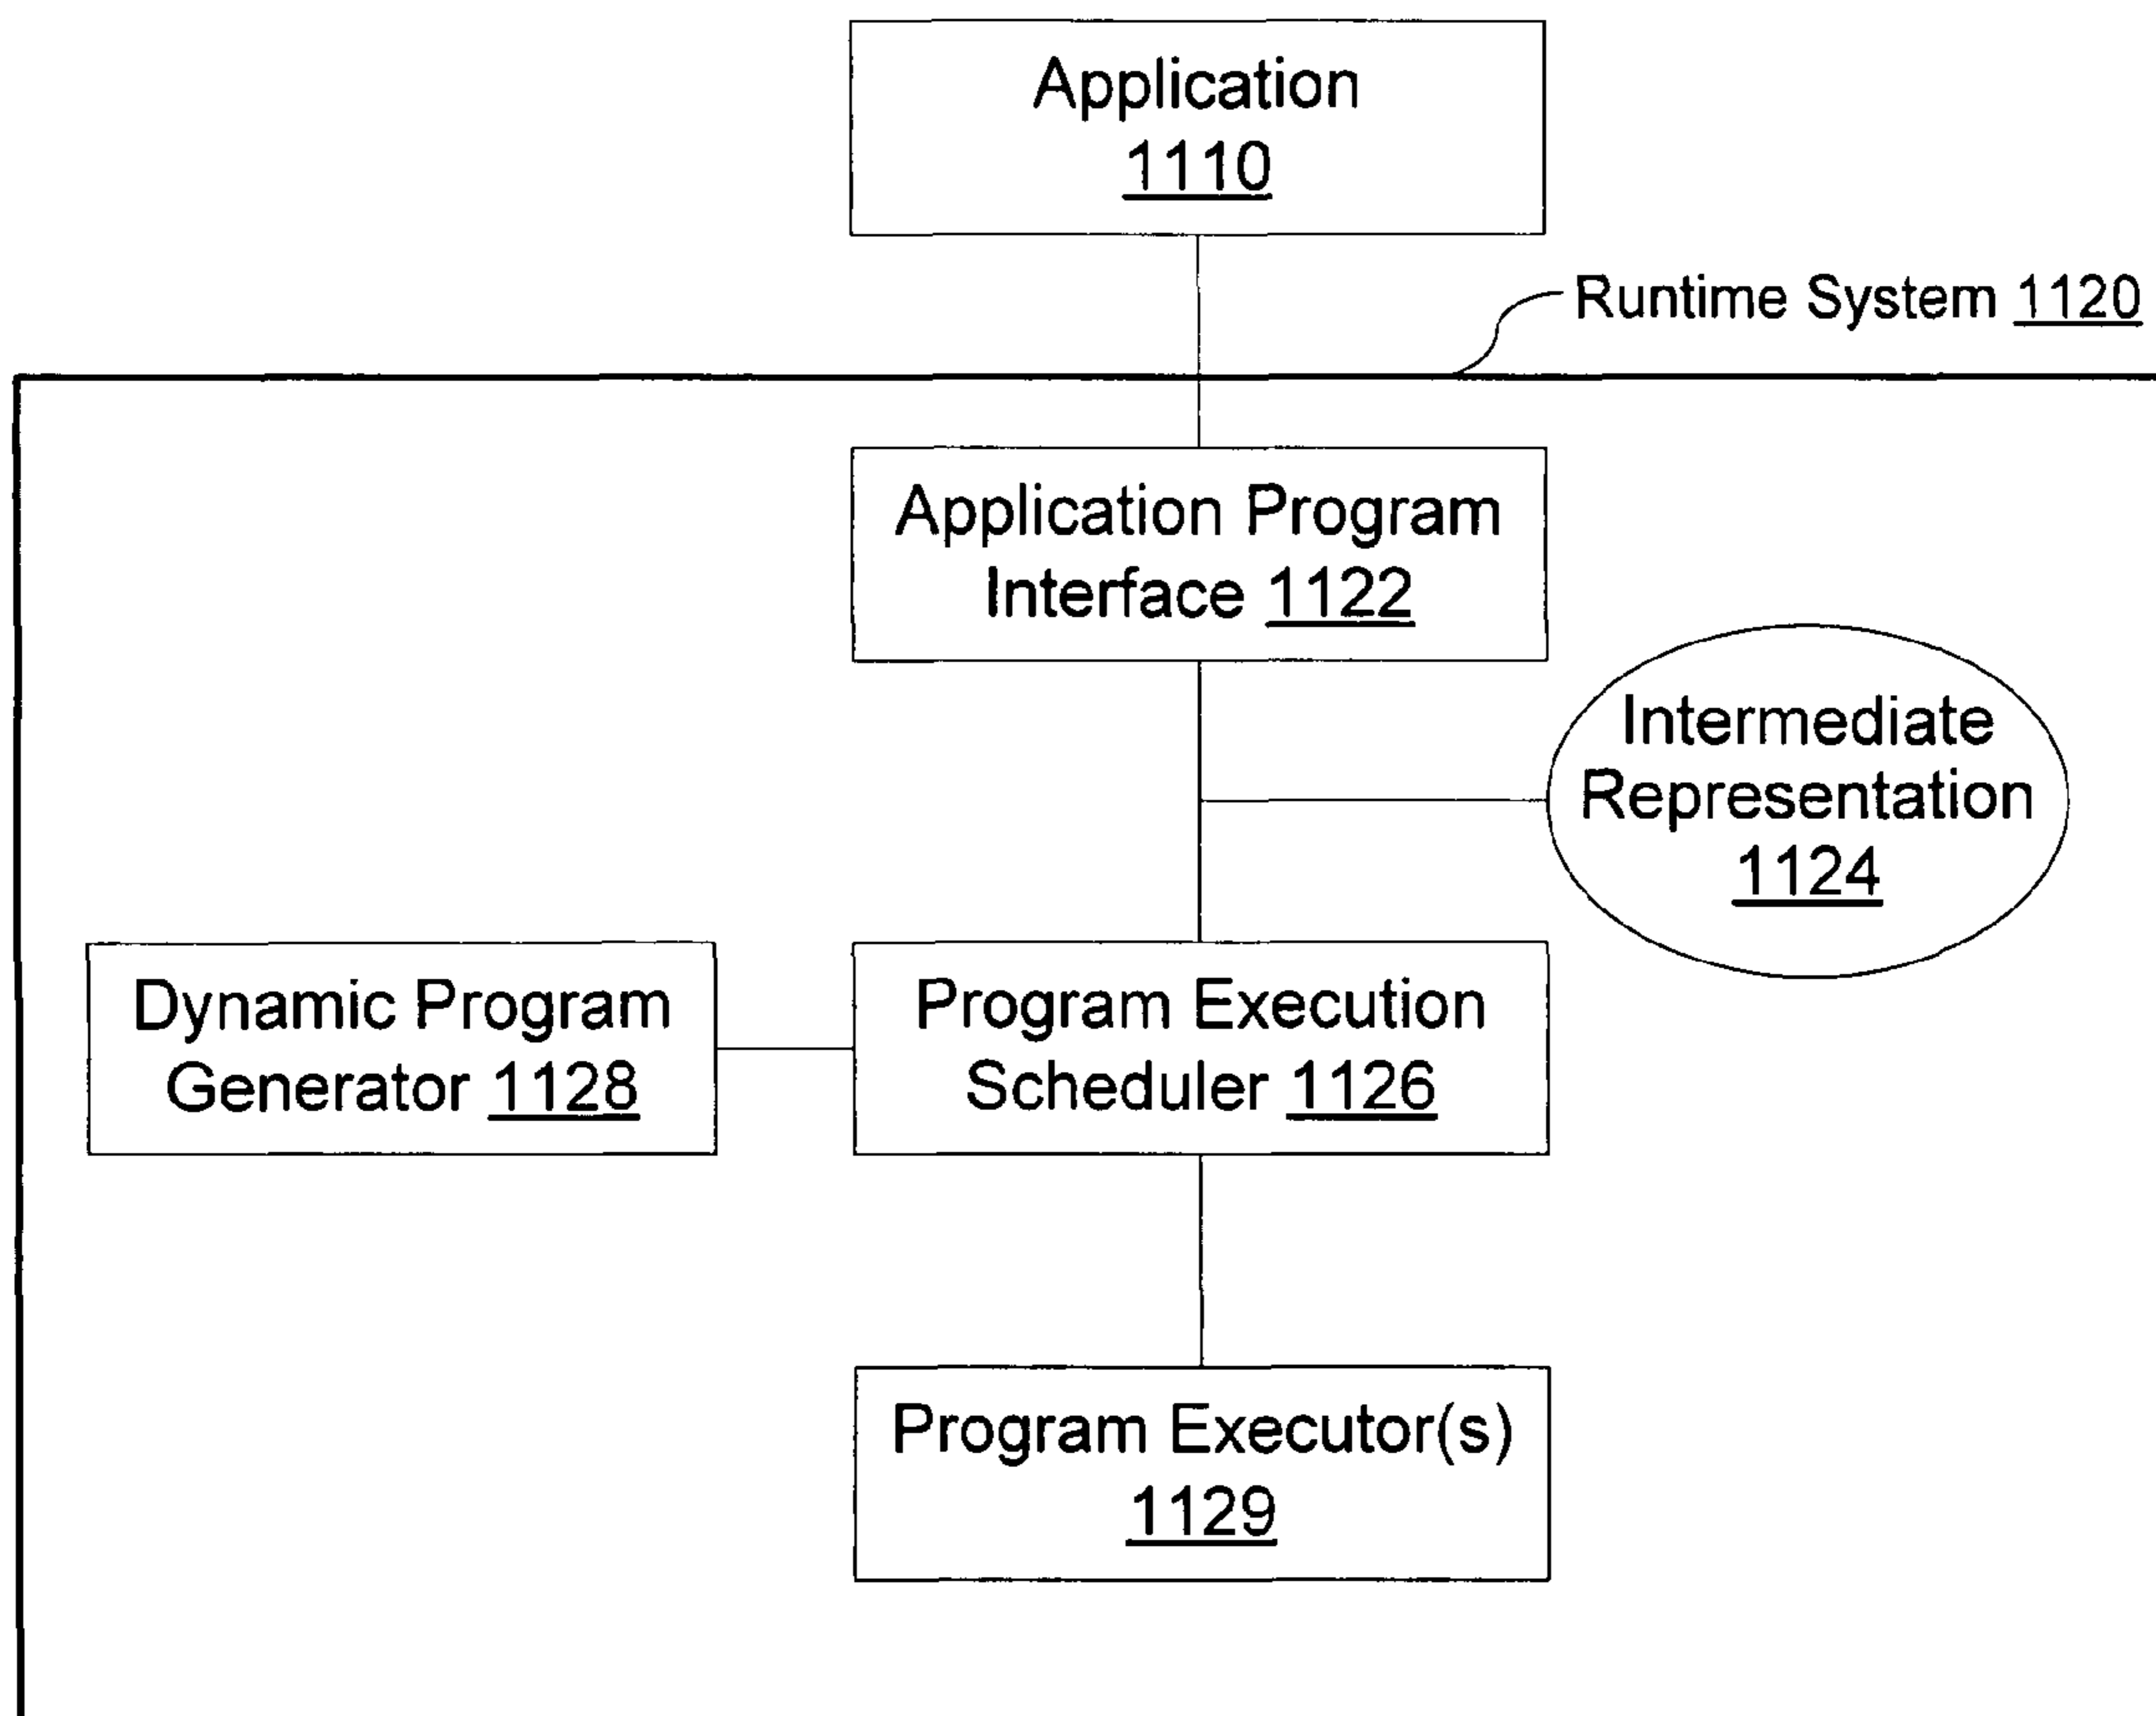 Application
1110
Runtime System 1120
Application Program
Interface 1122
Intermediate
Representation
1124
Dynamic Program
Generator 1128
Program Execution
Scheduler 1126
Program Executor(s)
1129